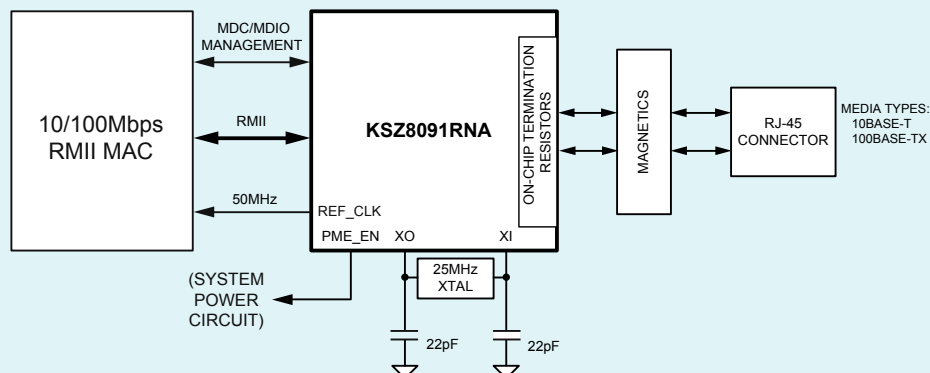 MDC/MDIO
MANAGEMENT
10/100Mbps
RMII MAC
RMII
50MHz
KSZ8091RNA
REF_CLK
PME_EN
XO
XI
ON-CHIP TERMINATION
RESISTORS
MAGNETICS
RJ-45
CONNECTOR
MEDIA TYPES:
10BASE-T
100BASE-TX
(SYSTEM
POWER
CIRCUIT)
25MHz
XTAL
22pF
22pF